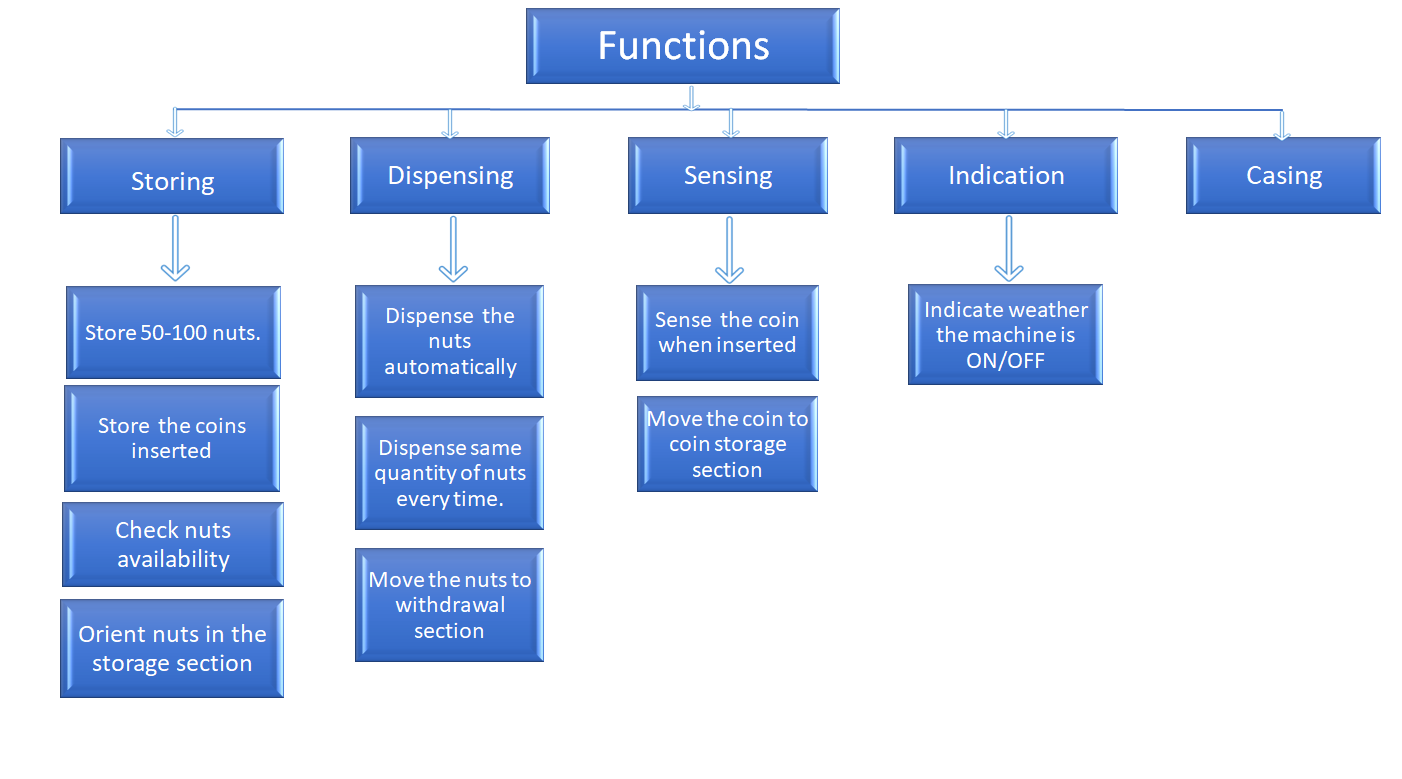 Functions
Storing
Dispensing
Sensing
Indication
Casing
Store 50-100 nuts.
Store the coins
inserted
Check nuts
availability
Orient nuts in the
storage section
Dispense the
nuts
automatically
Dispense same
quantity of nuts
every time.
Move the nuts to
withdrawal
section
Sense the coin
when inserted
Move the coin to
coin storage
section
Indicate weather
the machine is
ON/OFF